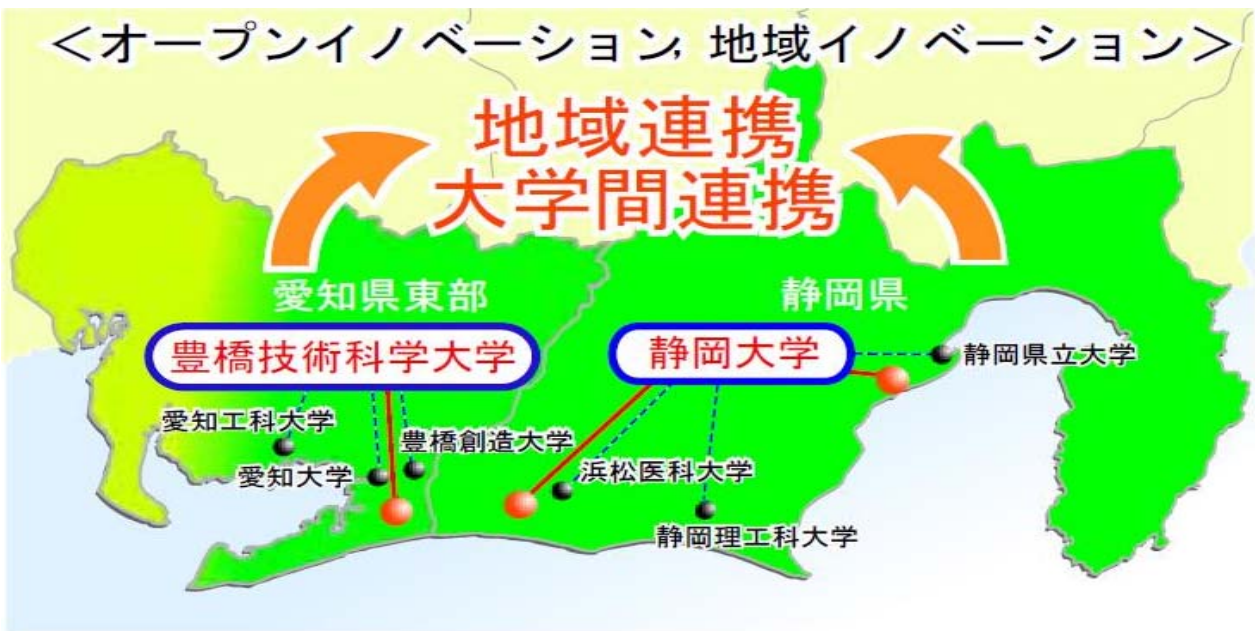 <オープンイノベーション, 地域イノベーション>
地域連携
大学間連携
愛知県東部
静岡県
豊橋技術科学大学
静岡大学
静岡県立大学
愛知工科大学
豊橋創造大学
愛知大学
浜松医科大学
静岡理工科大学